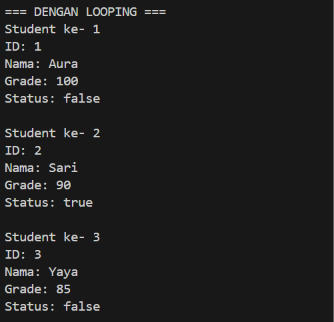 === DENGAN LOOPING ===
Student ke- 1
ID: 1
Nama: Aura
Grade: 100
Status: false
Student ke- 2
ID: 2
Nama: Sari
Grade: 90
Status: true
Student ke- 3
ID: 3
Nama: Yaya
Grade: 85
Status: false